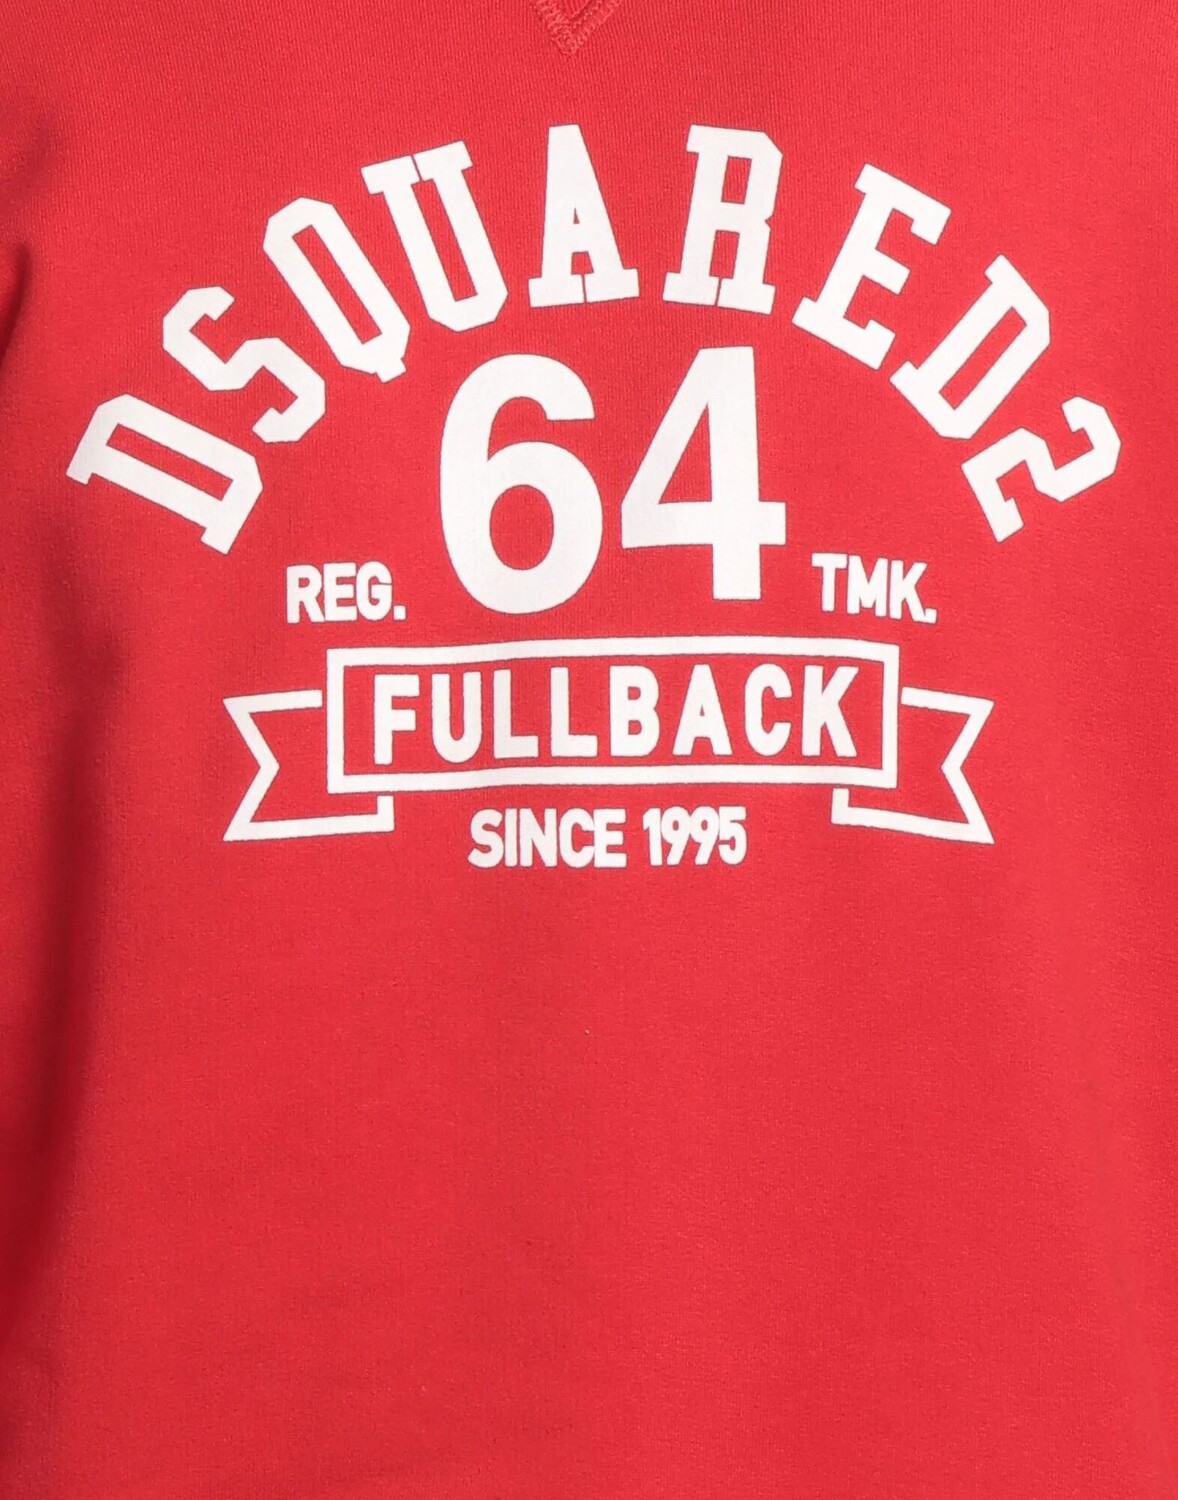 DSQUARED2
64
REG. TMK.
FULLBACK
SINCE 1995